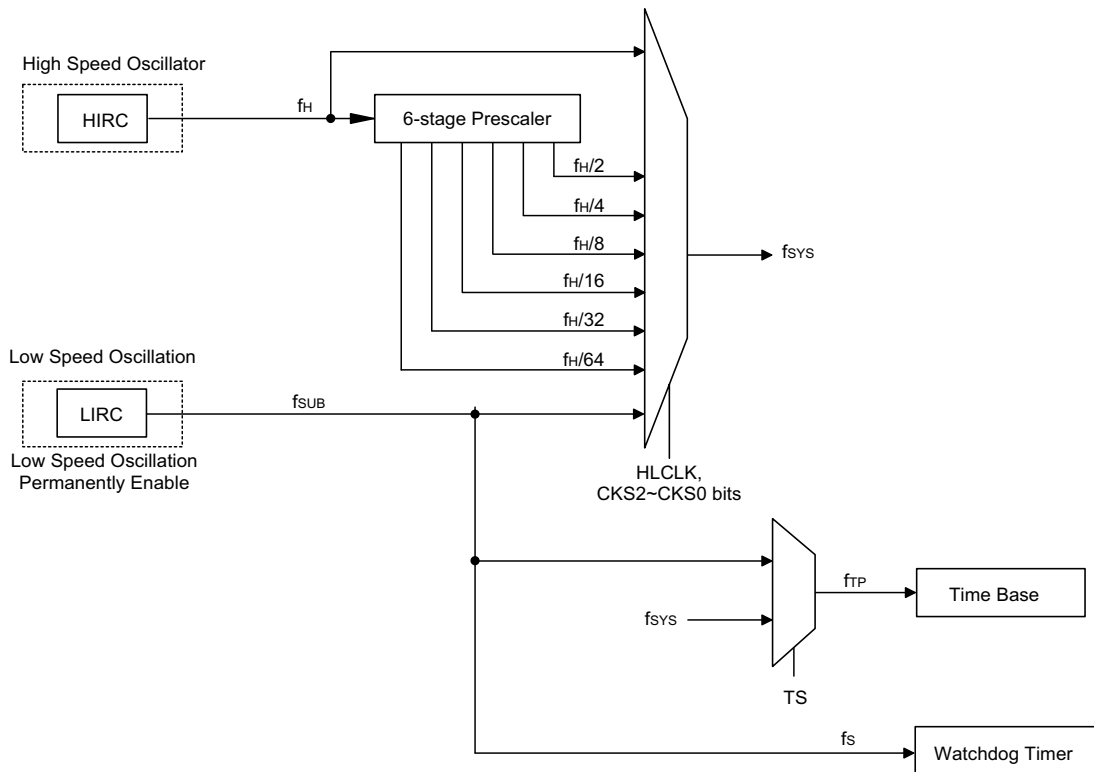 High Speed Oscillator
HIRC
fH
6-stage Prescaler
fH/2
fH/4
fH/8
fH/16
fH/32
fH/64
fSYS
Low Speed Oscillation
LIRC
fSUB
Low Speed Oscillation
Permanently Enable
HLCLK,
CKS2~CKS0 bits
fSYS
fTP
Time Base
TS
fS
Watchdog Timer